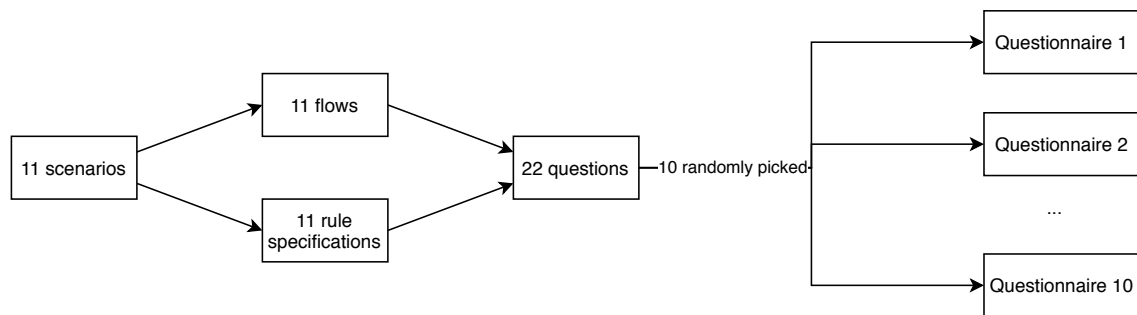 11 scenarios
11 flows
11 rule
specifications
22 questions
10 randomly picked
Questionnaire 1
Questionnaire 2
...
Questionnaire 10